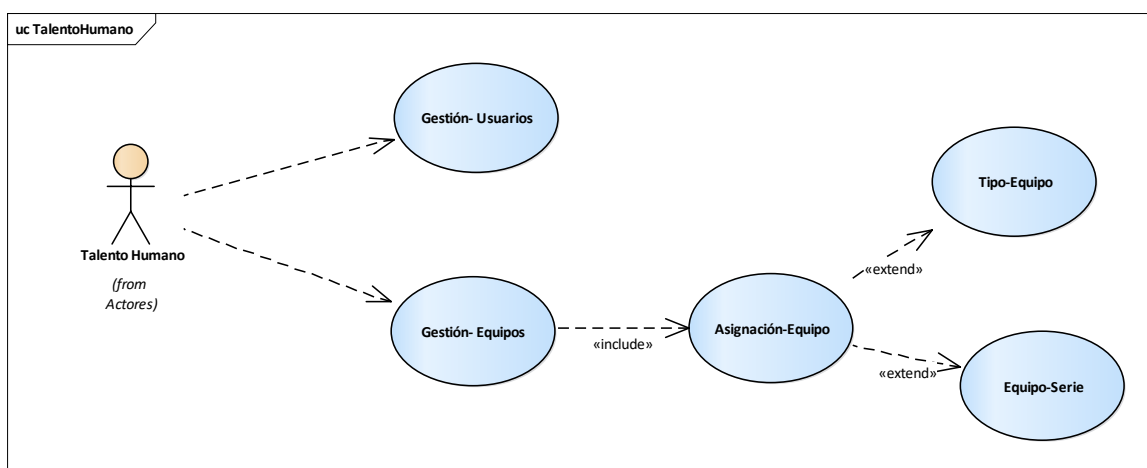 uc TalentoHumano
Gestión- Usuarios
Tipo-Equipo
Talento Humano
(from
Actores)
«extend»
Gestión- Equipos
«include»
Asignación-Equipo
«extend»
Equipo-Serie